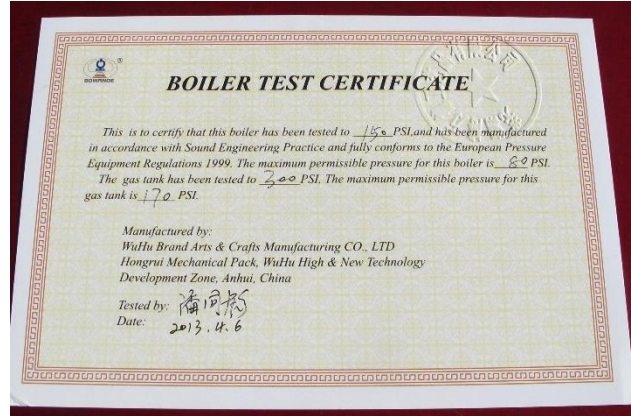 BOWANDE
BOILER TEST CERTIFICATE
This is to certify that this boiler has been tested to 150 PSI,and has been manufactured
in accordance with Sound Engineering Practice and fully conforms to the European Pressure
Equipment Regulations 1999. The maximum permissible pressure for this boiler is 80 PSI.
The gas tank has been tested to 300 PSI, The maximum permissible pressure for this
gas tank is 170 PSI.
Manufactured by:
WuHu Brand Arts & Crafts Manufacturing CO., LTD
Hongrui Mechanical Pack, WuHu High & New Technology
Development Zone, Anhui, China
Tested by:
Date: 2013.4.6